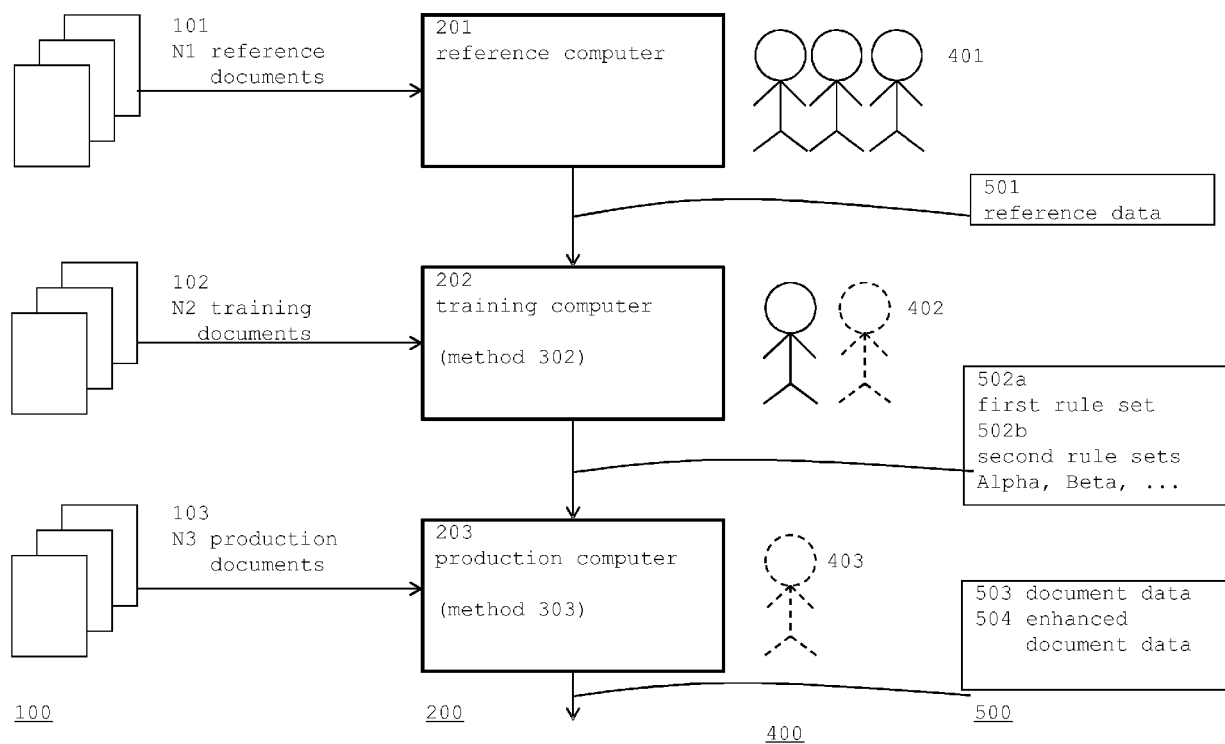 101
N1 reference
documents
201
reference computer
401
501
reference data
102
N2 training
documents
202
training computer
(method 302)
402
502a
first rule set
502b
second rule sets
Alpha, Beta, ...
103
N3 production
documents
203
production computer
(method 303)
403
503 document data
504 enhanced
document data
100
200
400
500